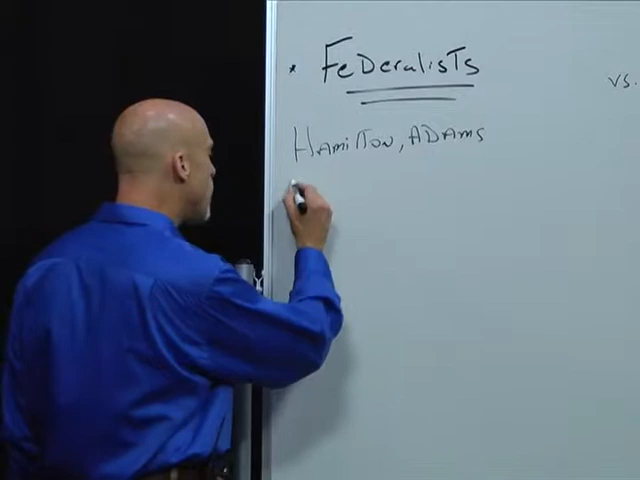 • FeDeralisTs
vs.
HAmilToN, ADAms